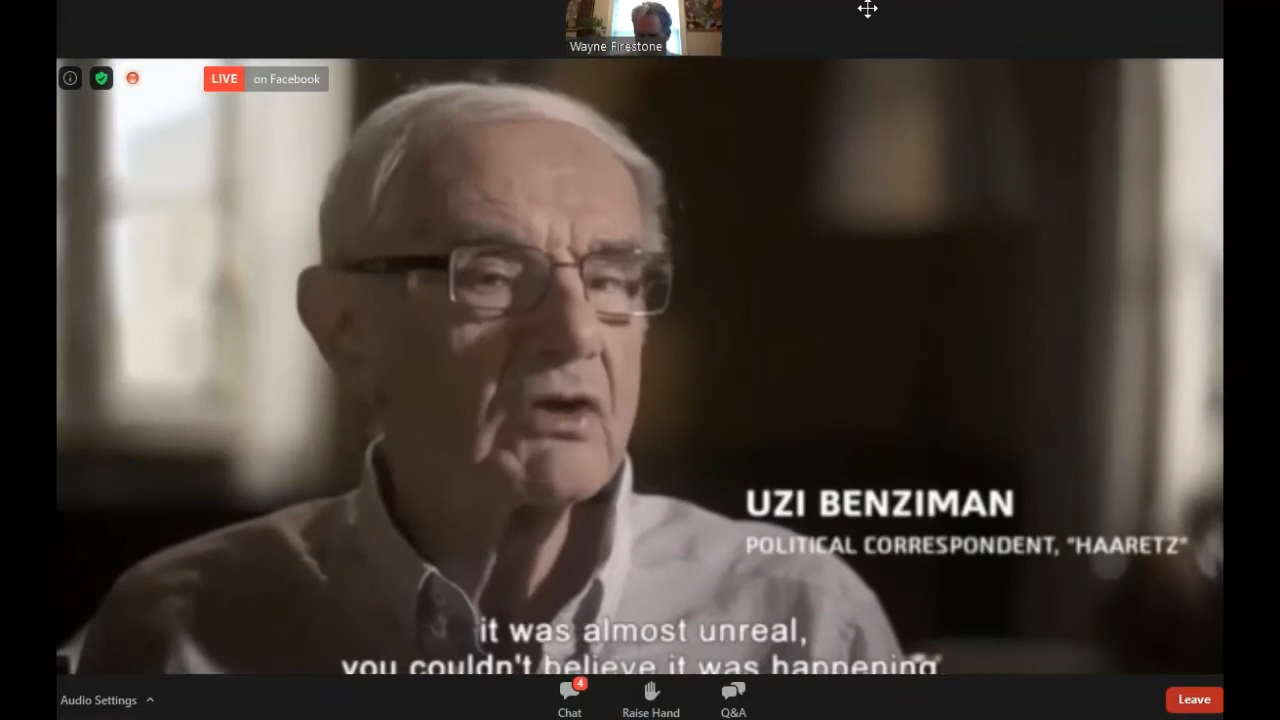 Wayne Firestone
LIVE on Facebook
UZI BENZIMAN
POLITICAL CORRESPONDENT, "HAARETZ"
it was almost unreal,
you couldn't believe it was happening
Audio Settings
4
Chat
Raise Hand
Q&A
Leave